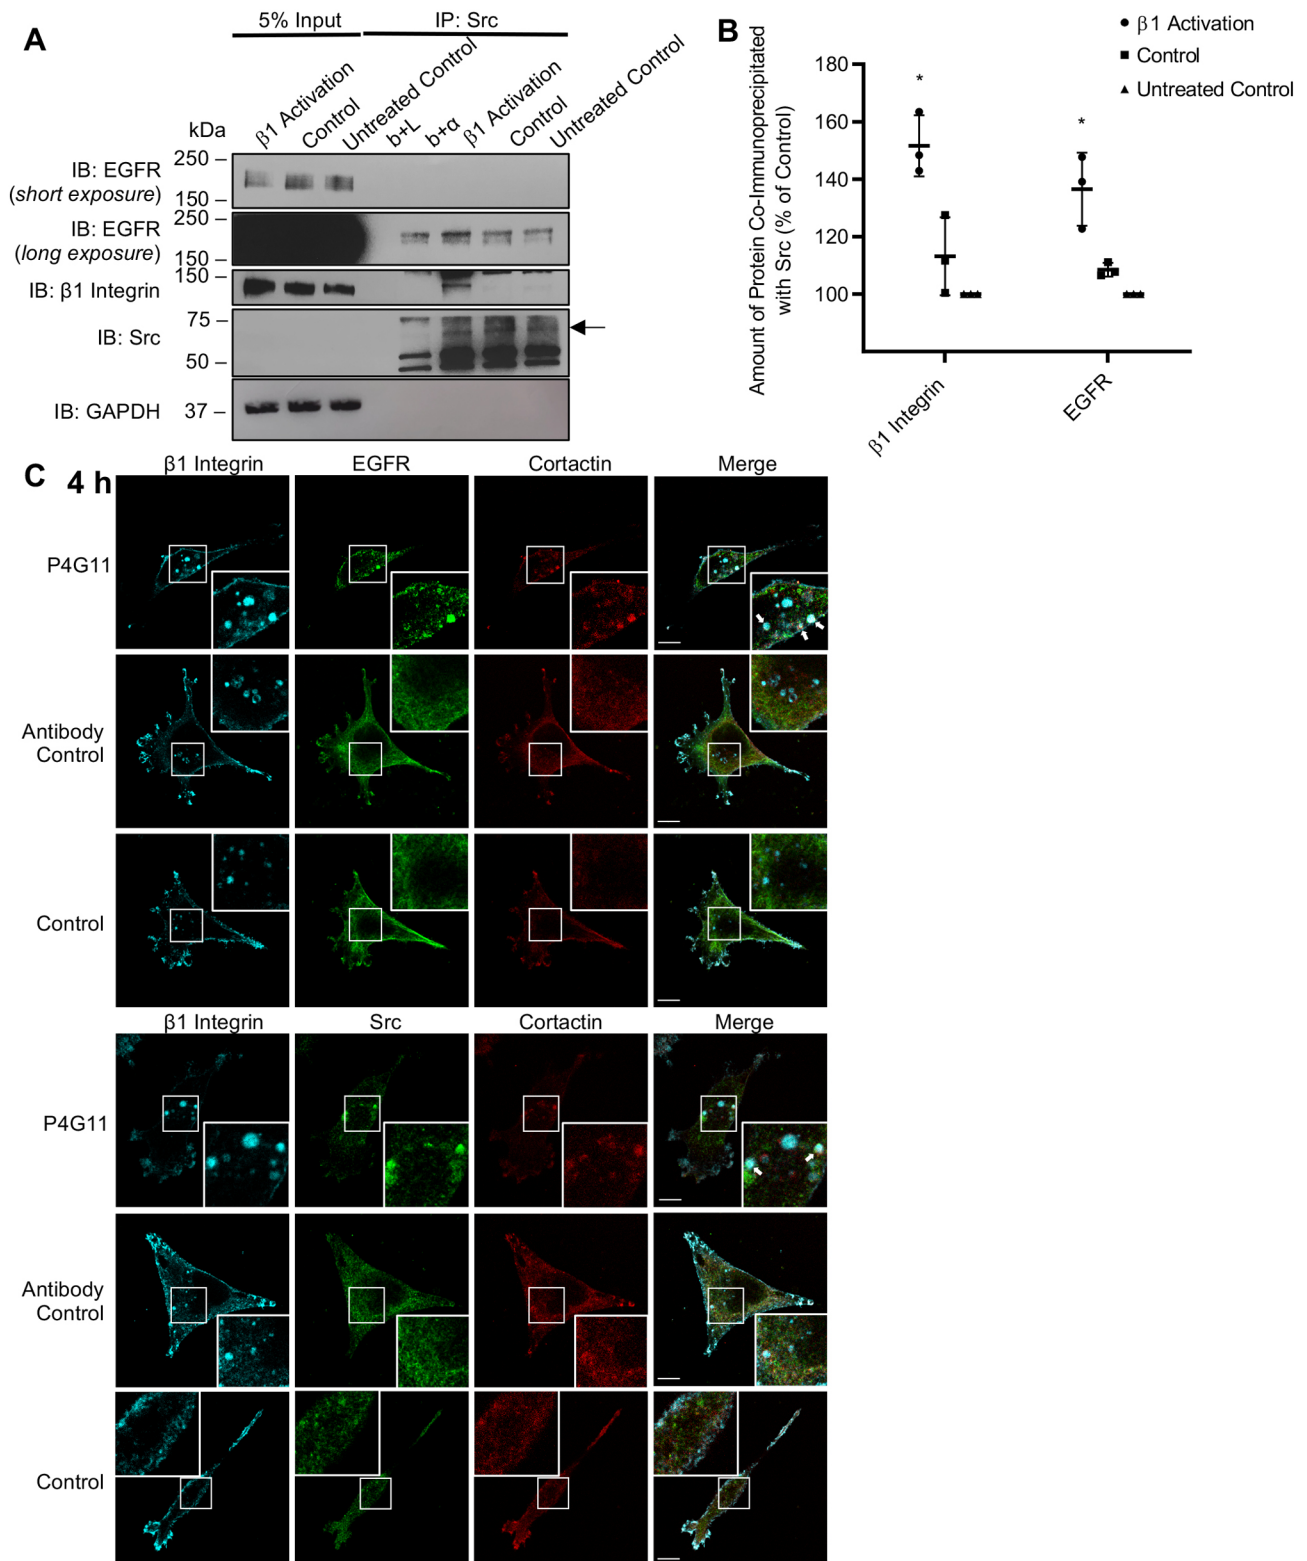 A
5% Input
IP: Src
β1 Activation
Control
Untreated Control
b+L
b+α
β1 Activation
Control
Untreated Control
kDa
IB: EGFR
(short exposure)
250
150
IB: EGFR
(long exposure)
250
150
IB: β1 Integrin
150
IB: Src
75
50
IB: GAPDH
37
B
β1 Activation
Control
Untreated Control
Amount of Protein Co-Immunoprecipitated
with Src (% of Control)
180
160
140
120
100
*
*
β1 Integrin
EGFR
C
4 h
β1 Integrin
EGFR
Cortactin
Merge
P4G11
Antibody
Control
Control
β1 Integrin
Src
Cortactin
Merge
P4G11
Antibody
Control
Control